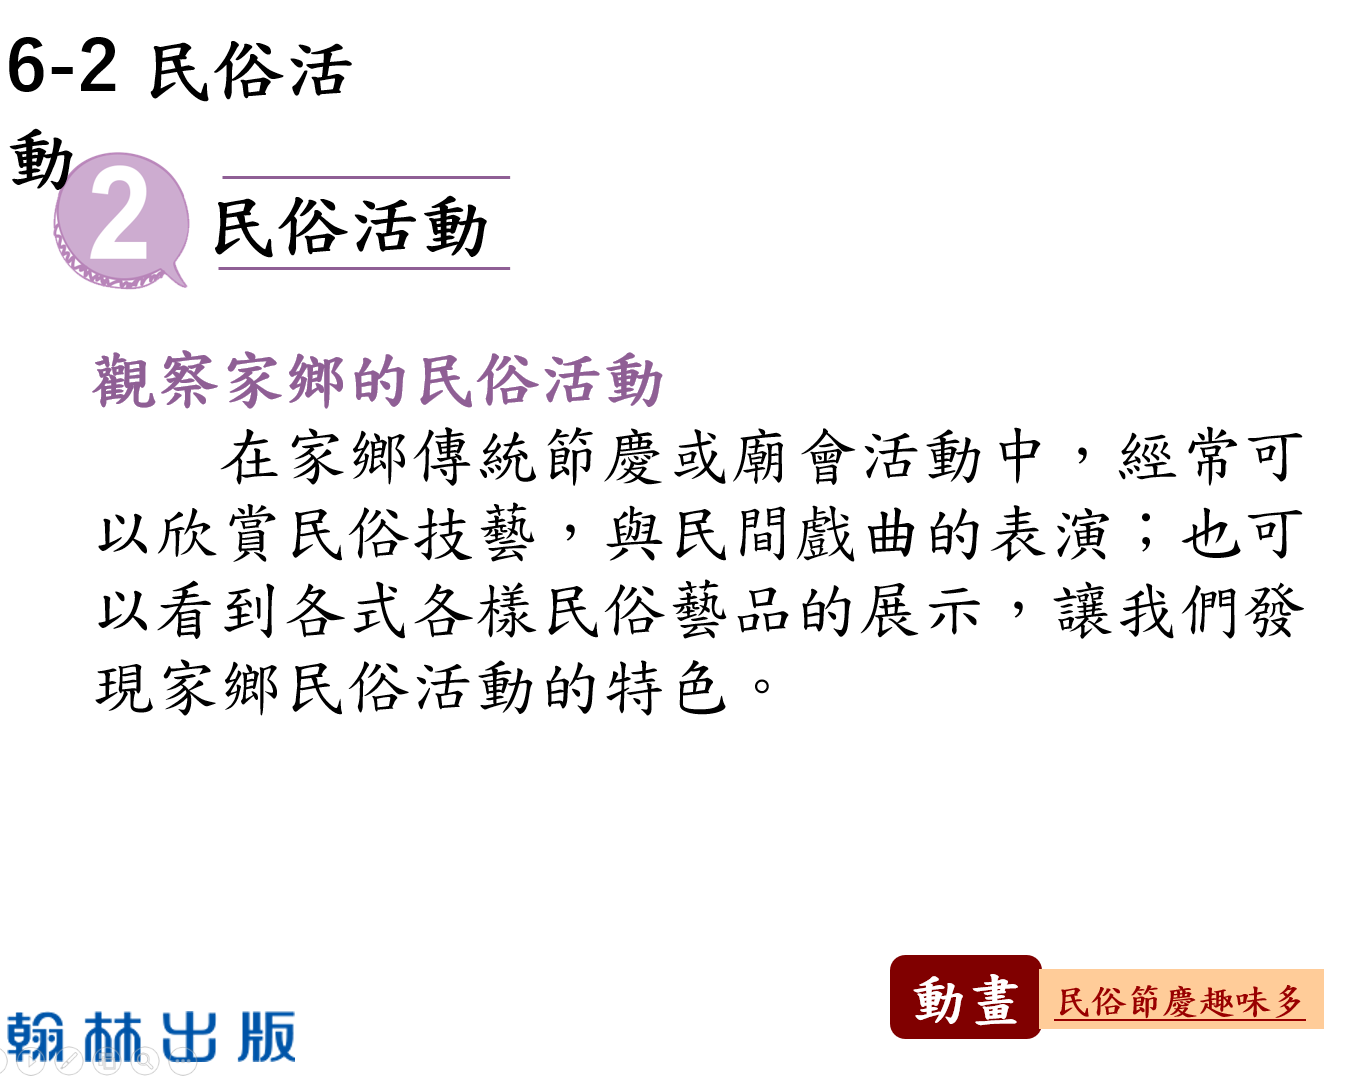 6-2 民俗活
動
2 民俗活動
觀察家鄉的民俗活動
在家鄉傳統節慶或廟會活動中，經常可
以欣賞民俗技藝，與民間戲曲的表演；也可
以看到各式各樣民俗藝品的展示，讓我們發
現家鄉民俗活動的特色。
動畫 民俗節慶趣味多
翰林出版